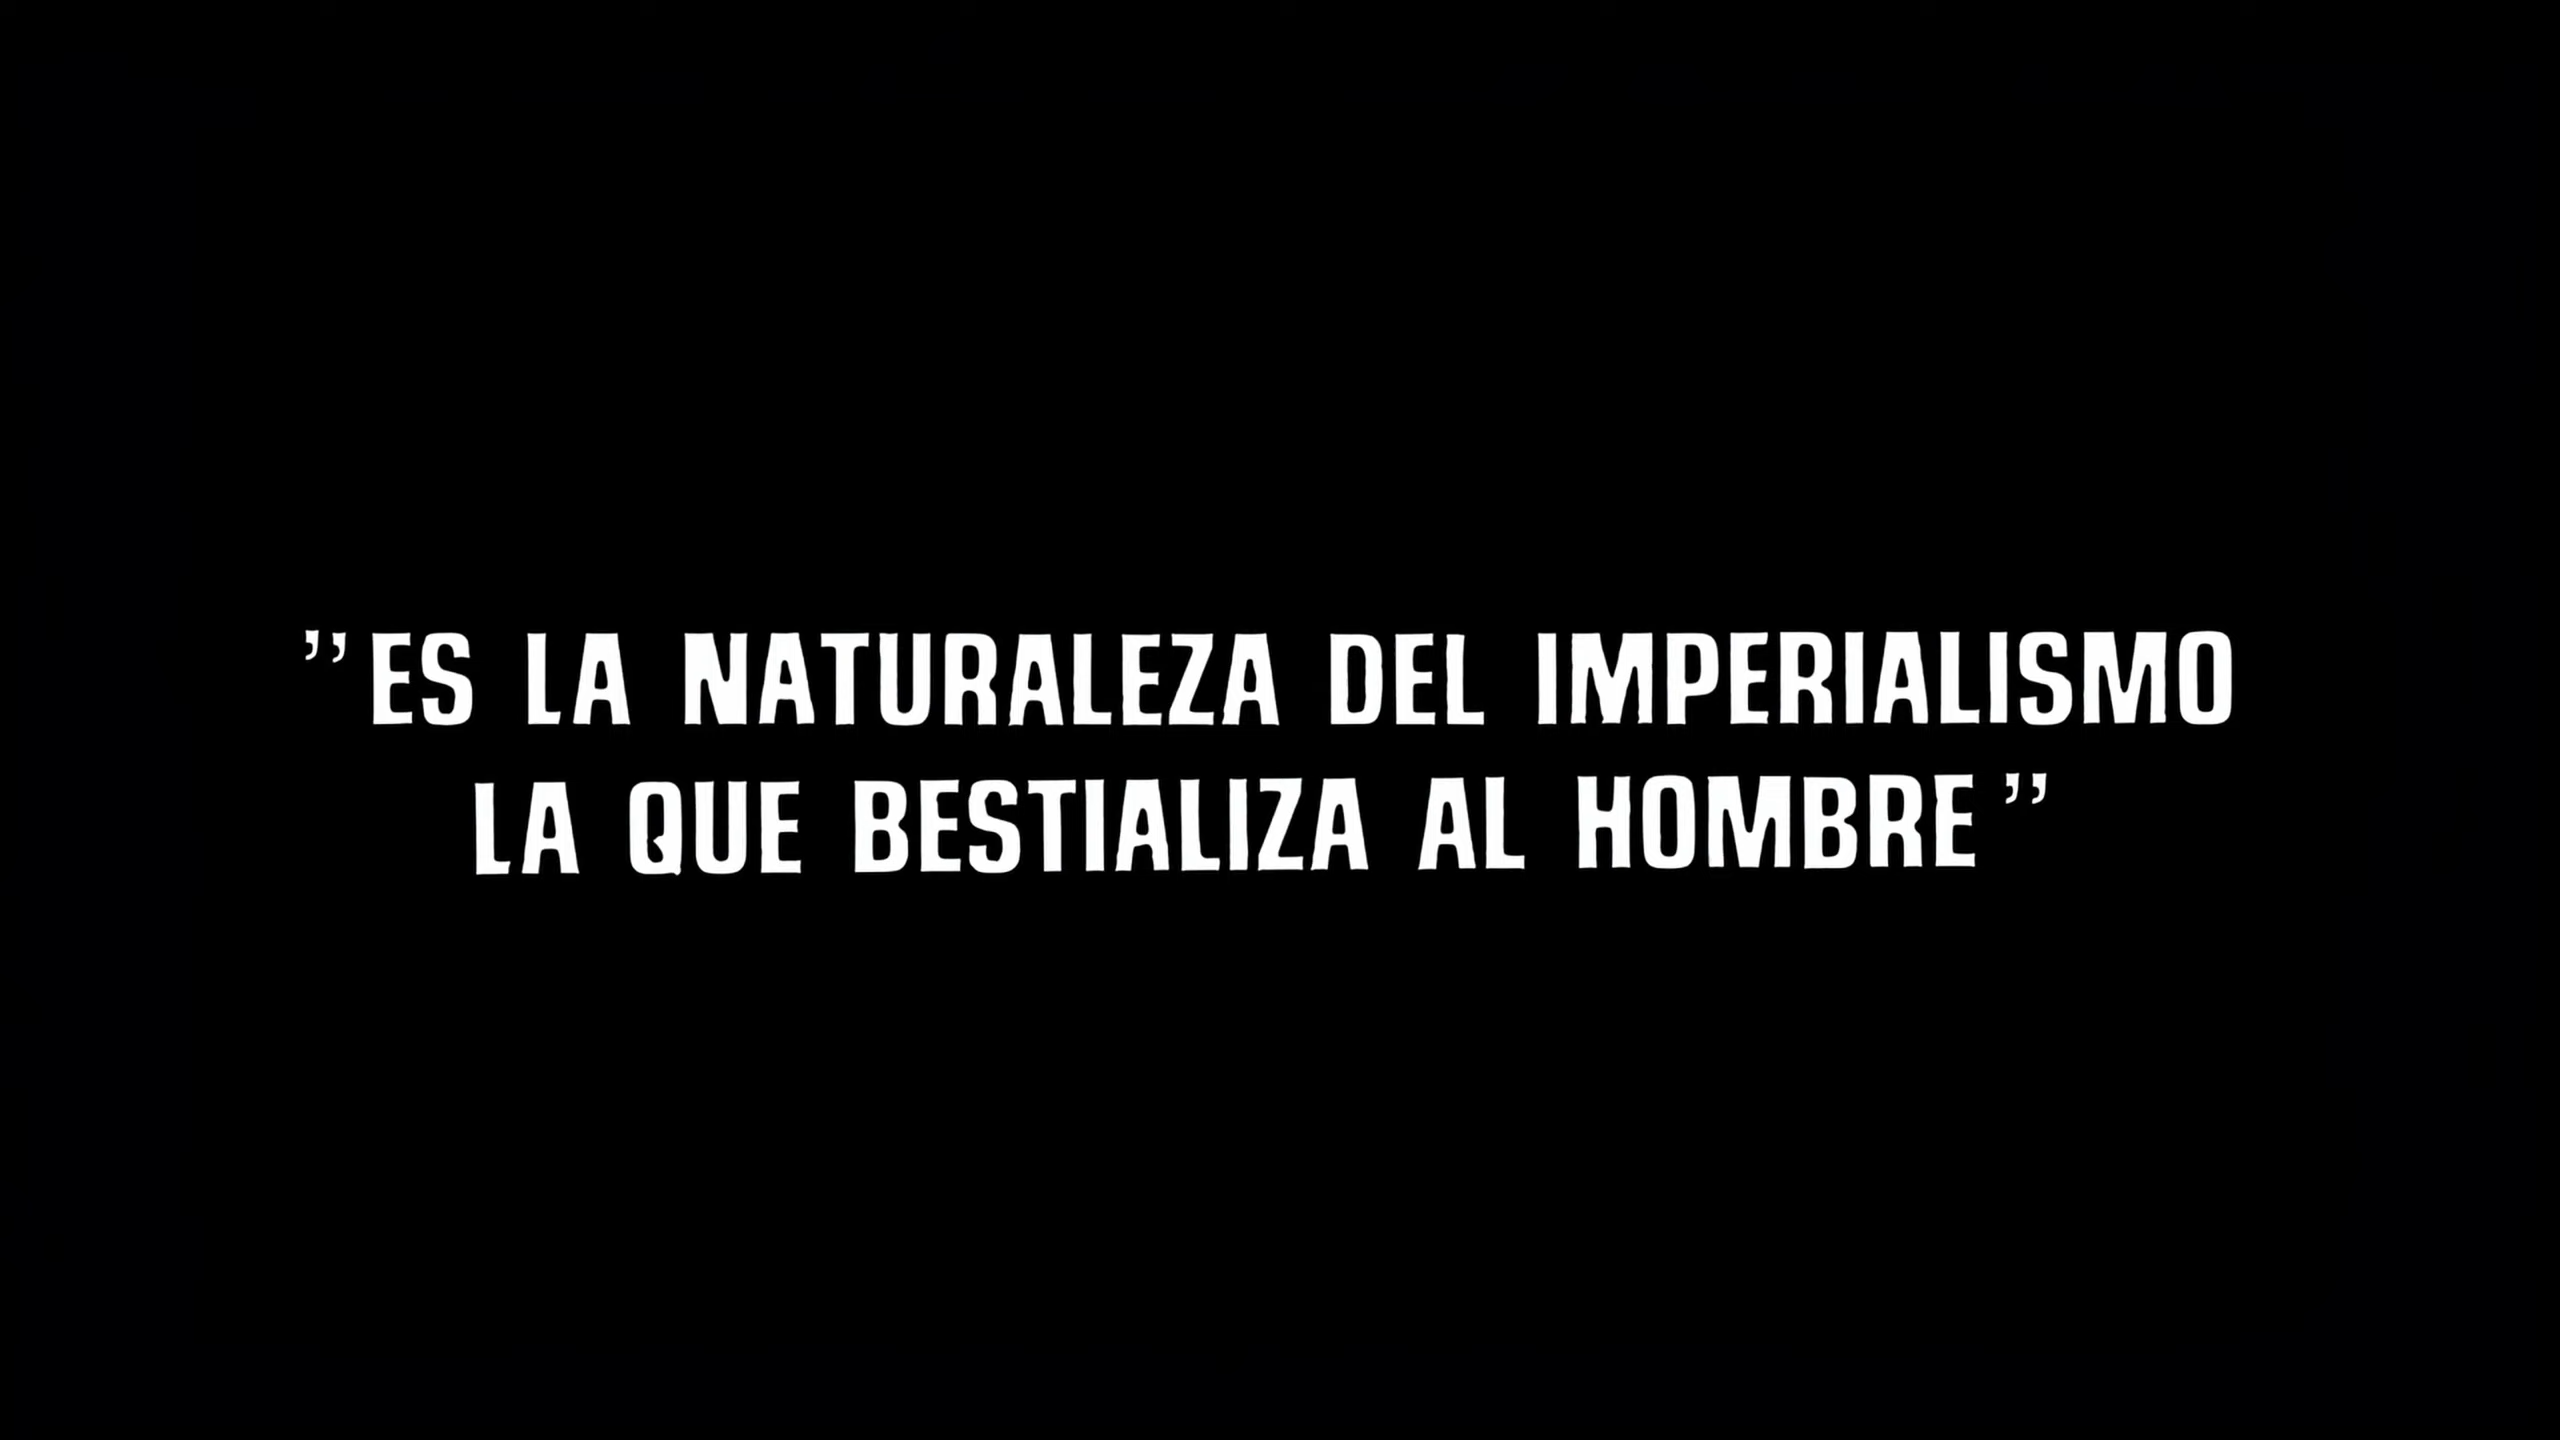 ”ES LA NATURALEZA DEL IMPERIALISMO
LA QUE BESTIALIZA AL HOMBRE”